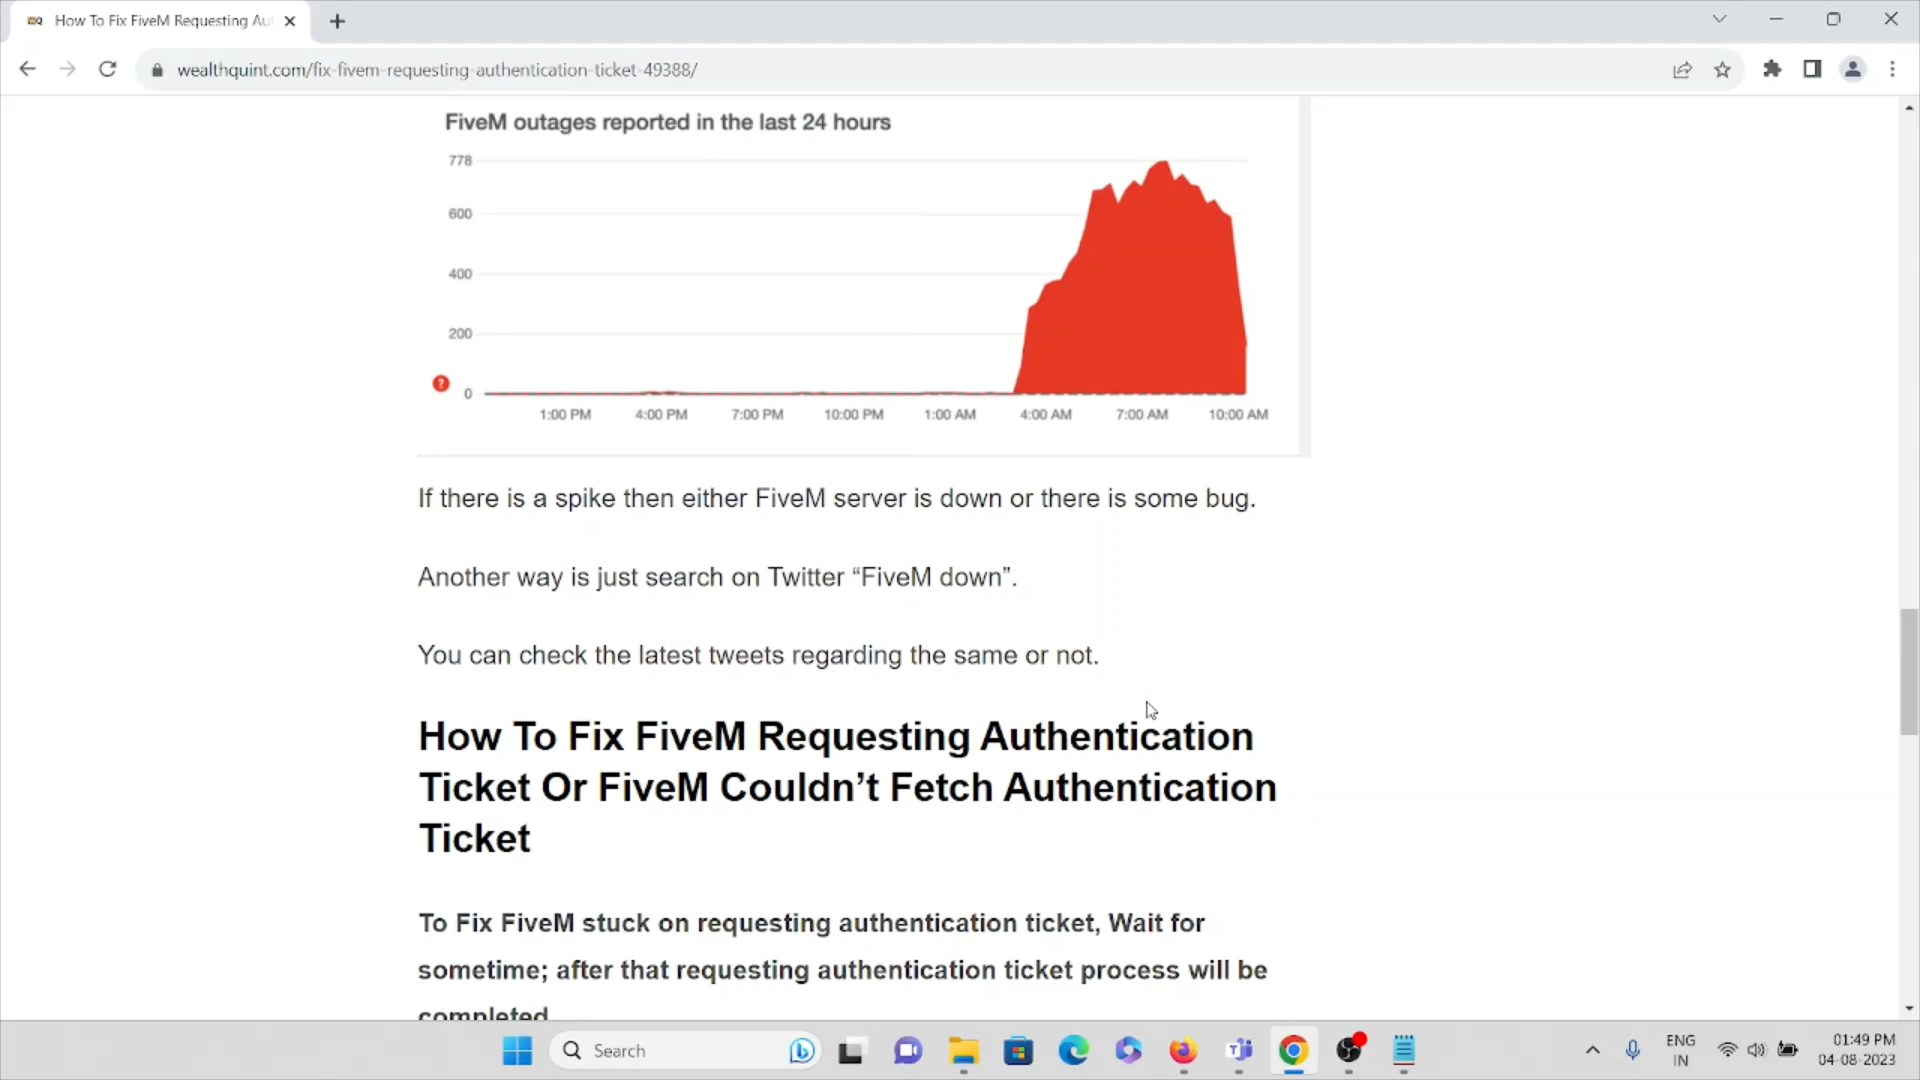 How To Fix FiveM Requesting Au
wealthquint.com/fix-fivem-requesting-authentication-ticket-49388/
FiveM outages reported in the last 24 hours
778
600
400
200
?
0
1:00 PM 4:00 PM 7:00 PM 10:00 PM 1:00 AM 4:00 AM 7:00 AM 10:00 AM
If there is a spike then either FiveM server is down or there is some bug.
Another way is just search on Twitter “FiveM down”.
You can check the latest tweets regarding the same or not.
How To Fix FiveM Requesting Authentication
Ticket Or FiveM Couldn’t Fetch Authentication
Ticket
To Fix FiveM stuck on requesting authentication ticket, Wait for
sometime; after that requesting authentication ticket process will be
completed
Search
ENG
IN
01:49 PM
04-08-2023